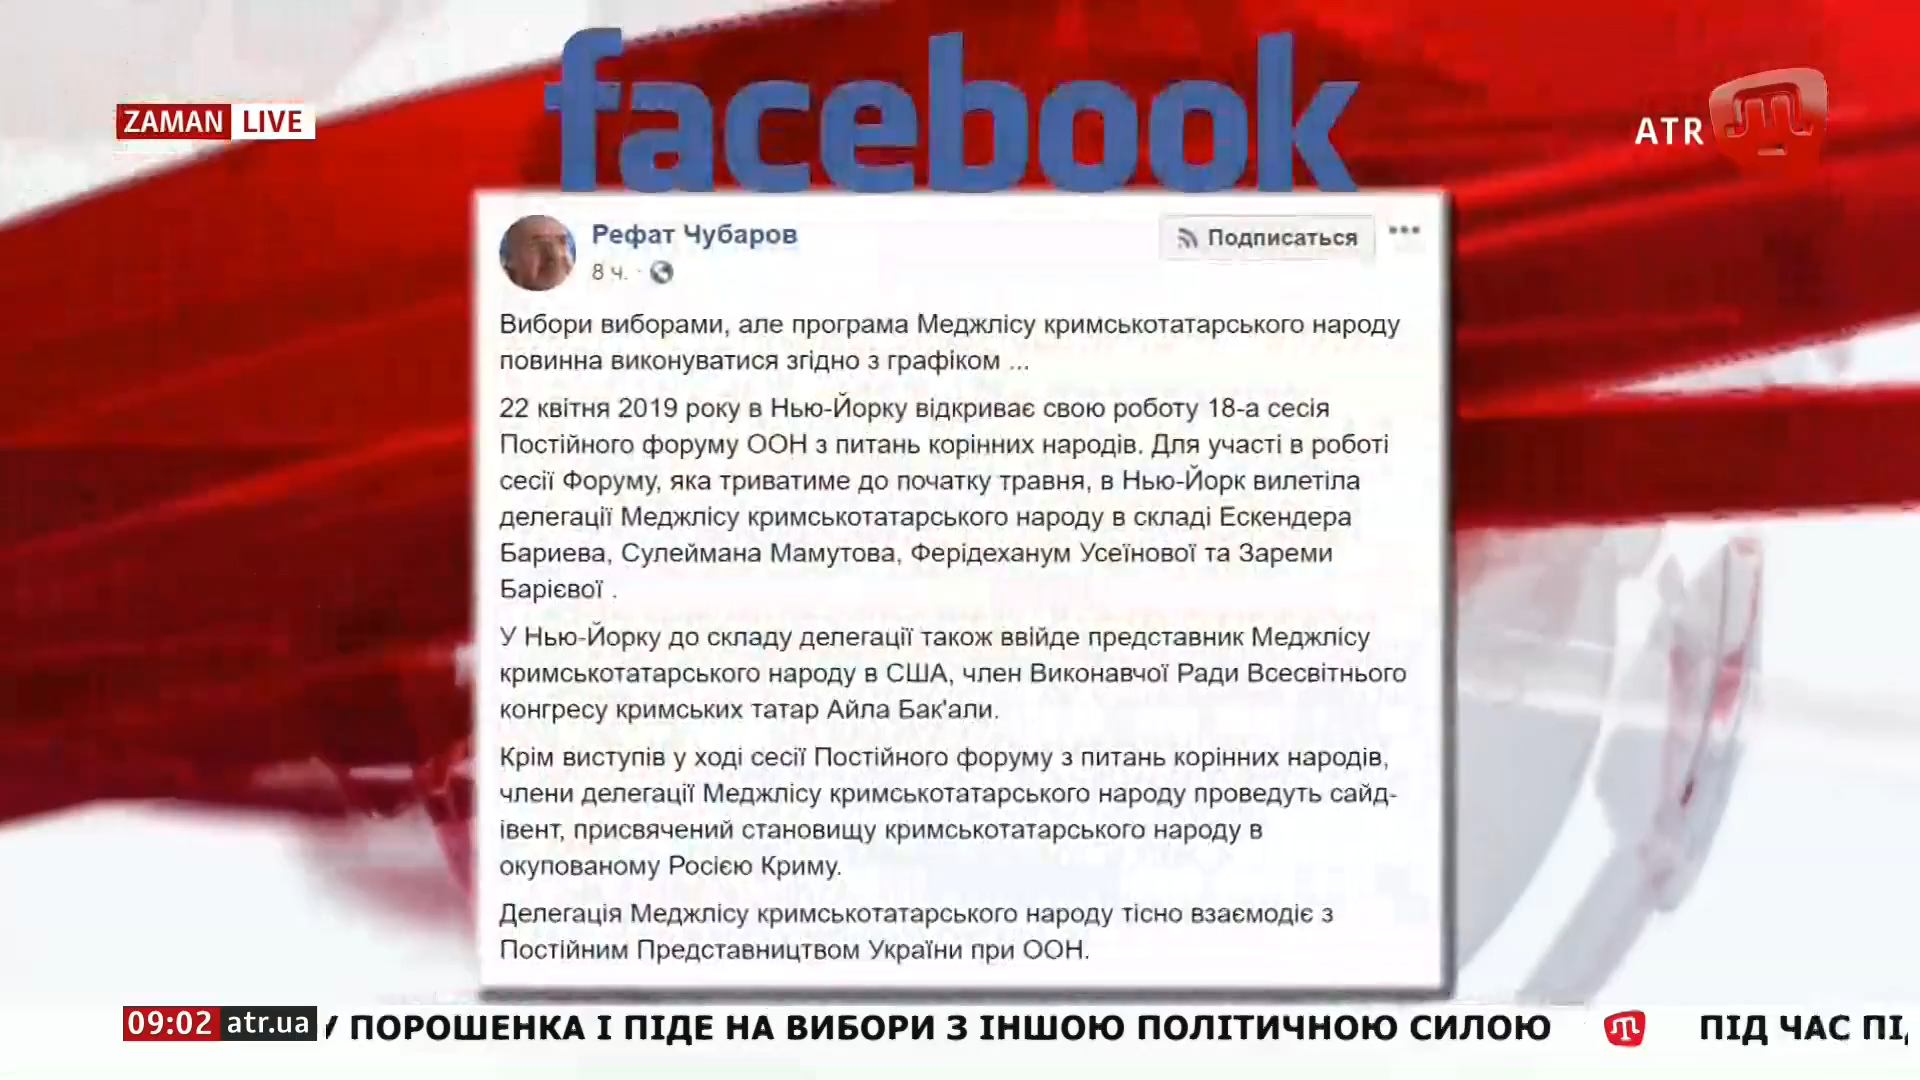 facebook
ZAMAN LIVE
ATR
Рефат Чубаров
Подписаться
8 ч.
Вибори виборами, але програма Меджлісу кримськотатарського народу
повинна виконуватися згідно з графіком ...
22 квітня 2019 року в Нью-Йорку відкриває свою роботу 18-а сесія
Постійного форуму ООН з питань корінних народів. Для участі в роботі
сесії Форуму, яка триватиме до початку травня, в Нью-Йорк вилетіла
делегації Меджлісу кримськотатарського народу в складі Ескендера
Бариева, Сулеймана Мамутова, Ферідеханум Усеїнової та Зареми
Барієвої .
У Нью-Йорку до складу делегації також ввійде представник Меджлісу
кримськотатарського народу в США, член Виконавчої Ради Всесвітнього
конгресу кримських татар Айла Бак'али.
Крім виступів у ході сесії Постійного форуму з питань корінних народів,
члени делегації Меджлісу кримськотатарського народу проведуть сайд-
івент, присвячений становищу кримськотатарського народу в
окупованому Росією Криму.
Делегація Меджлісу кримськотатарського народу тісно взаємодіє з
Постійним Представництвом України при ООН.
09:02 atr.ua У ПОРОШЕНКА І ПІДЕ НА ВИБОРИ З ІНШОЮ ПОЛІТИЧНОЮ СИЛОЮ ПІД ЧАС